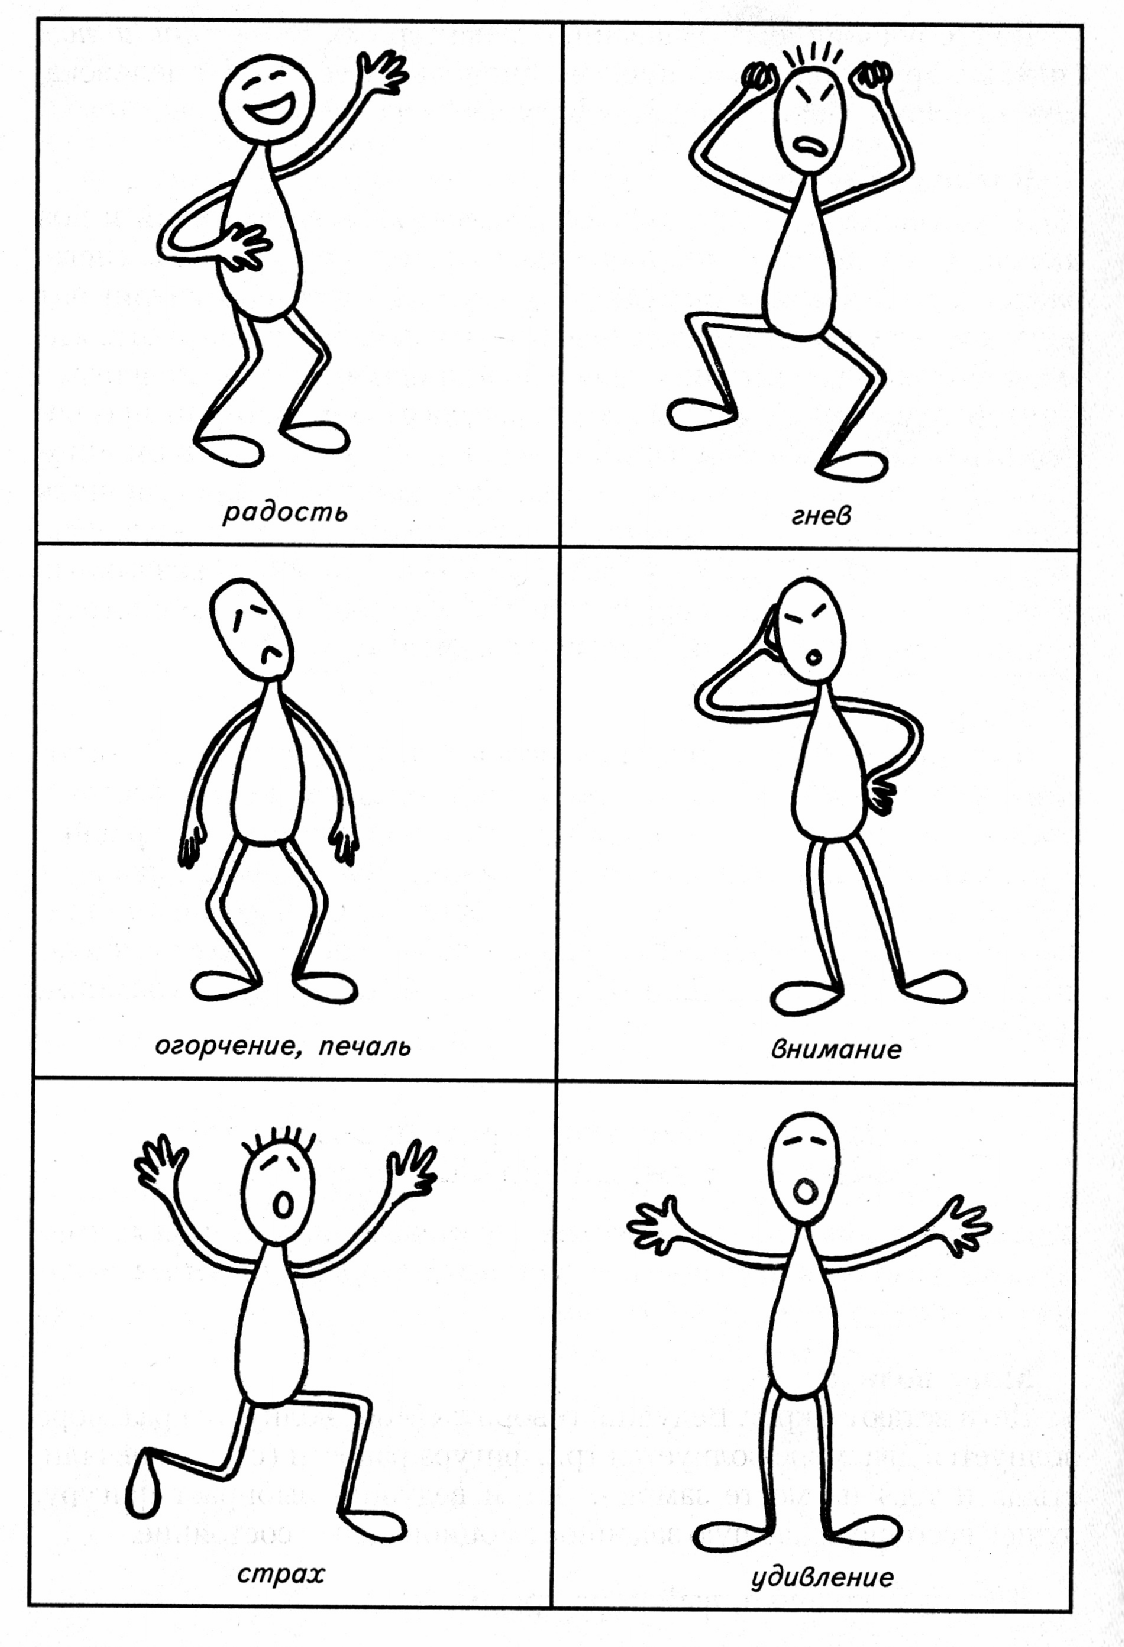 радость
гнев
огорчение, печаль
внимание
страх
удивление